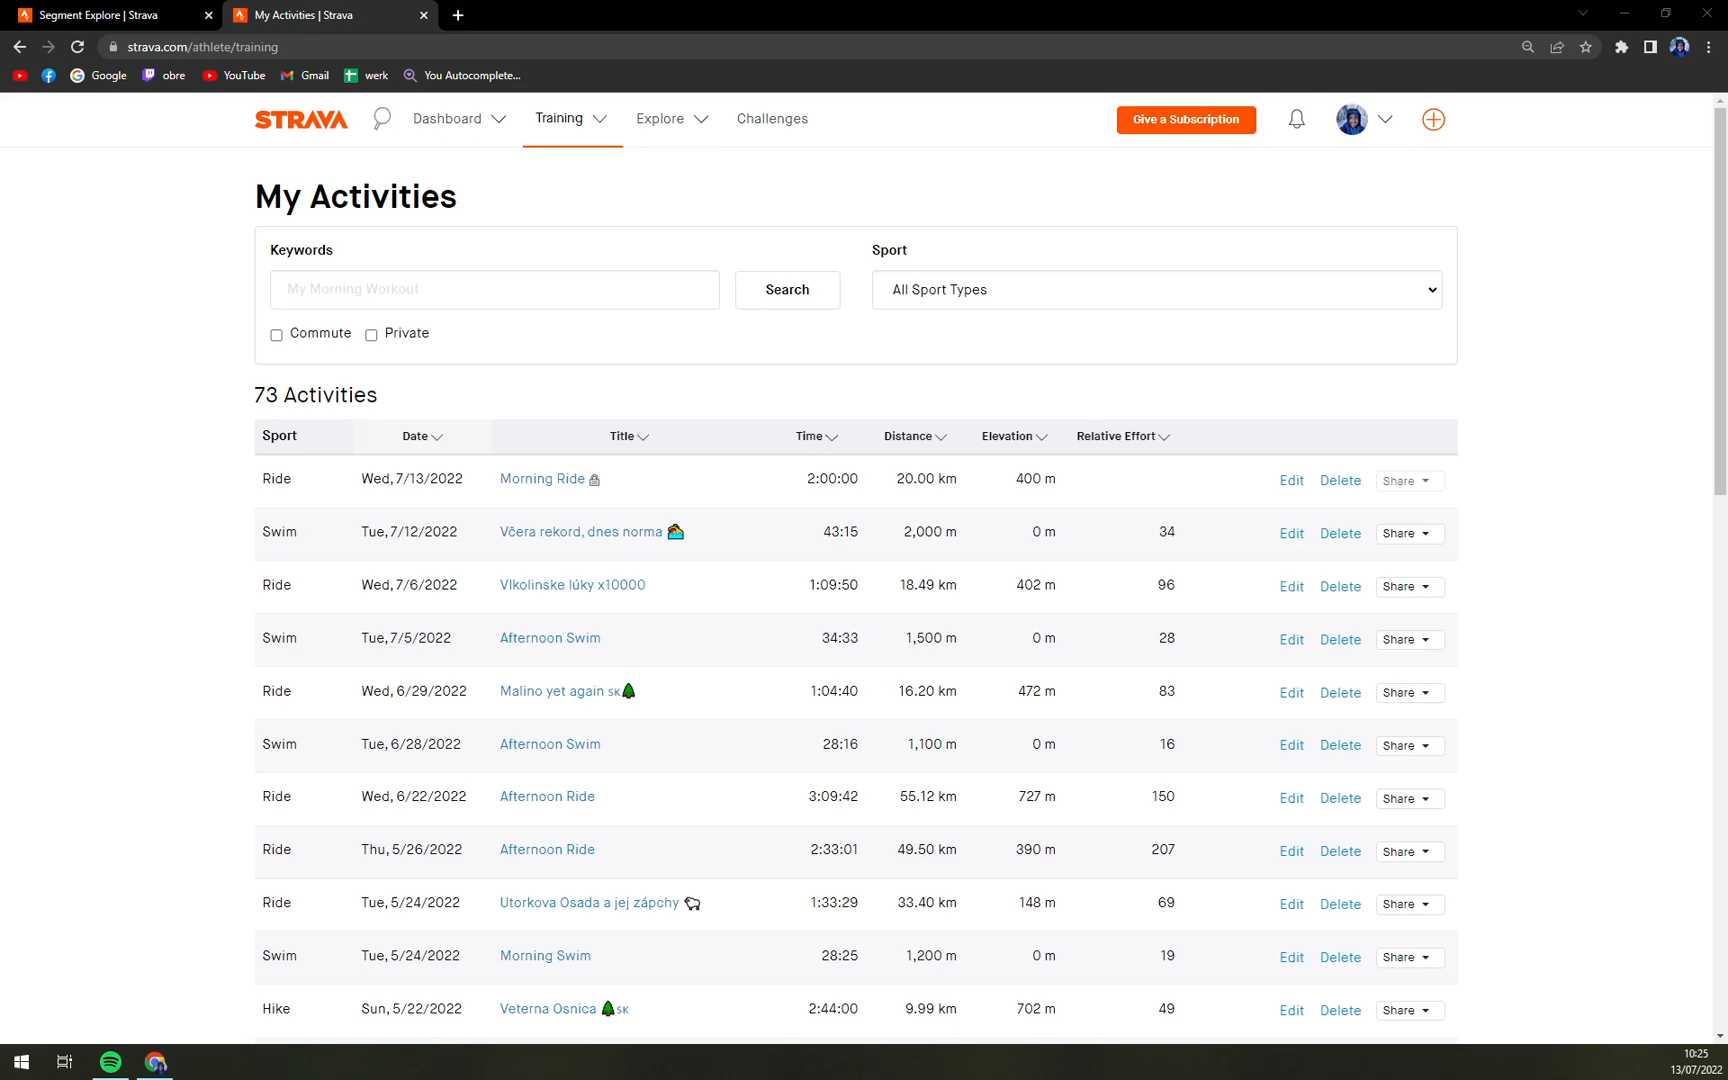 Segment Explore | Strava
My Activities | Strava
strava.com/athlete/training
Google
obre
YouTube
Gmail
werk
You Autocomplete...
STRAVA
Dashboard
Training
Explore
Challenges
Give a Subscription
My Activities
Keywords
Sport
My Morning Workout
Search
All Sport Types
Commute
Private
73 Activities
Sport Date Title Time Distance Elevation Relative Effort
Ride Wed, 7/13/2022 Morning Ride 2:00:00 20.00 km 400 m Edit Delete Share
Swim Tue, 7/12/2022 Včera rekord, dnes norma 43:15 2,000 m 0 m 34 Edit Delete Share
Ride Wed, 7/6/2022 Vlkolinske lúky x10000 1:09:50 18.49 km 402 m 96 Edit Delete Share
Swim Tue, 7/5/2022 Afternoon Swim 34:33 1,500 m 0 m 28 Edit Delete Share
Ride Wed, 6/29/2022 Malino yet again SK 1:04:40 16.20 km 472 m 83 Edit Delete Share
Swim Tue, 6/28/2022 Afternoon Swim 28:16 1,100 m 0 m 16 Edit Delete Share
Ride Wed, 6/22/2022 Afternoon Ride 3:09:42 55.12 km 727 m 150 Edit Delete Share
Ride Thu, 5/26/2022 Afternoon Ride 2:33:01 49.50 km 390 m 207 Edit Delete Share
Ride Tue, 5/24/2022 Utorkova Osada a jej zápchy 1:33:29 33.40 km 148 m 69 Edit Delete Share
Swim Tue, 5/24/2022 Morning Swim 28:25 1,200 m 0 m 19 Edit Delete Share
Hike Sun, 5/22/2022 Veterna Osnica SK 2:44:00 9.99 km 702 m 49 Edit Delete Share
10:25
13/07/2022